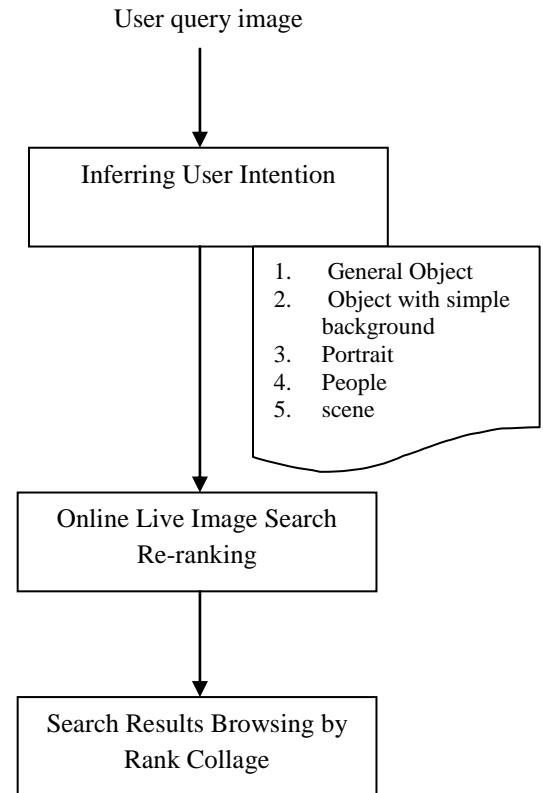 User query image
Inferring User Intention
1. General Object
2. Object with simple
background
3. Portrait
4. People
5. scene
Online Live Image Search
Re-ranking
Search Results Browsing by
Rank Collage